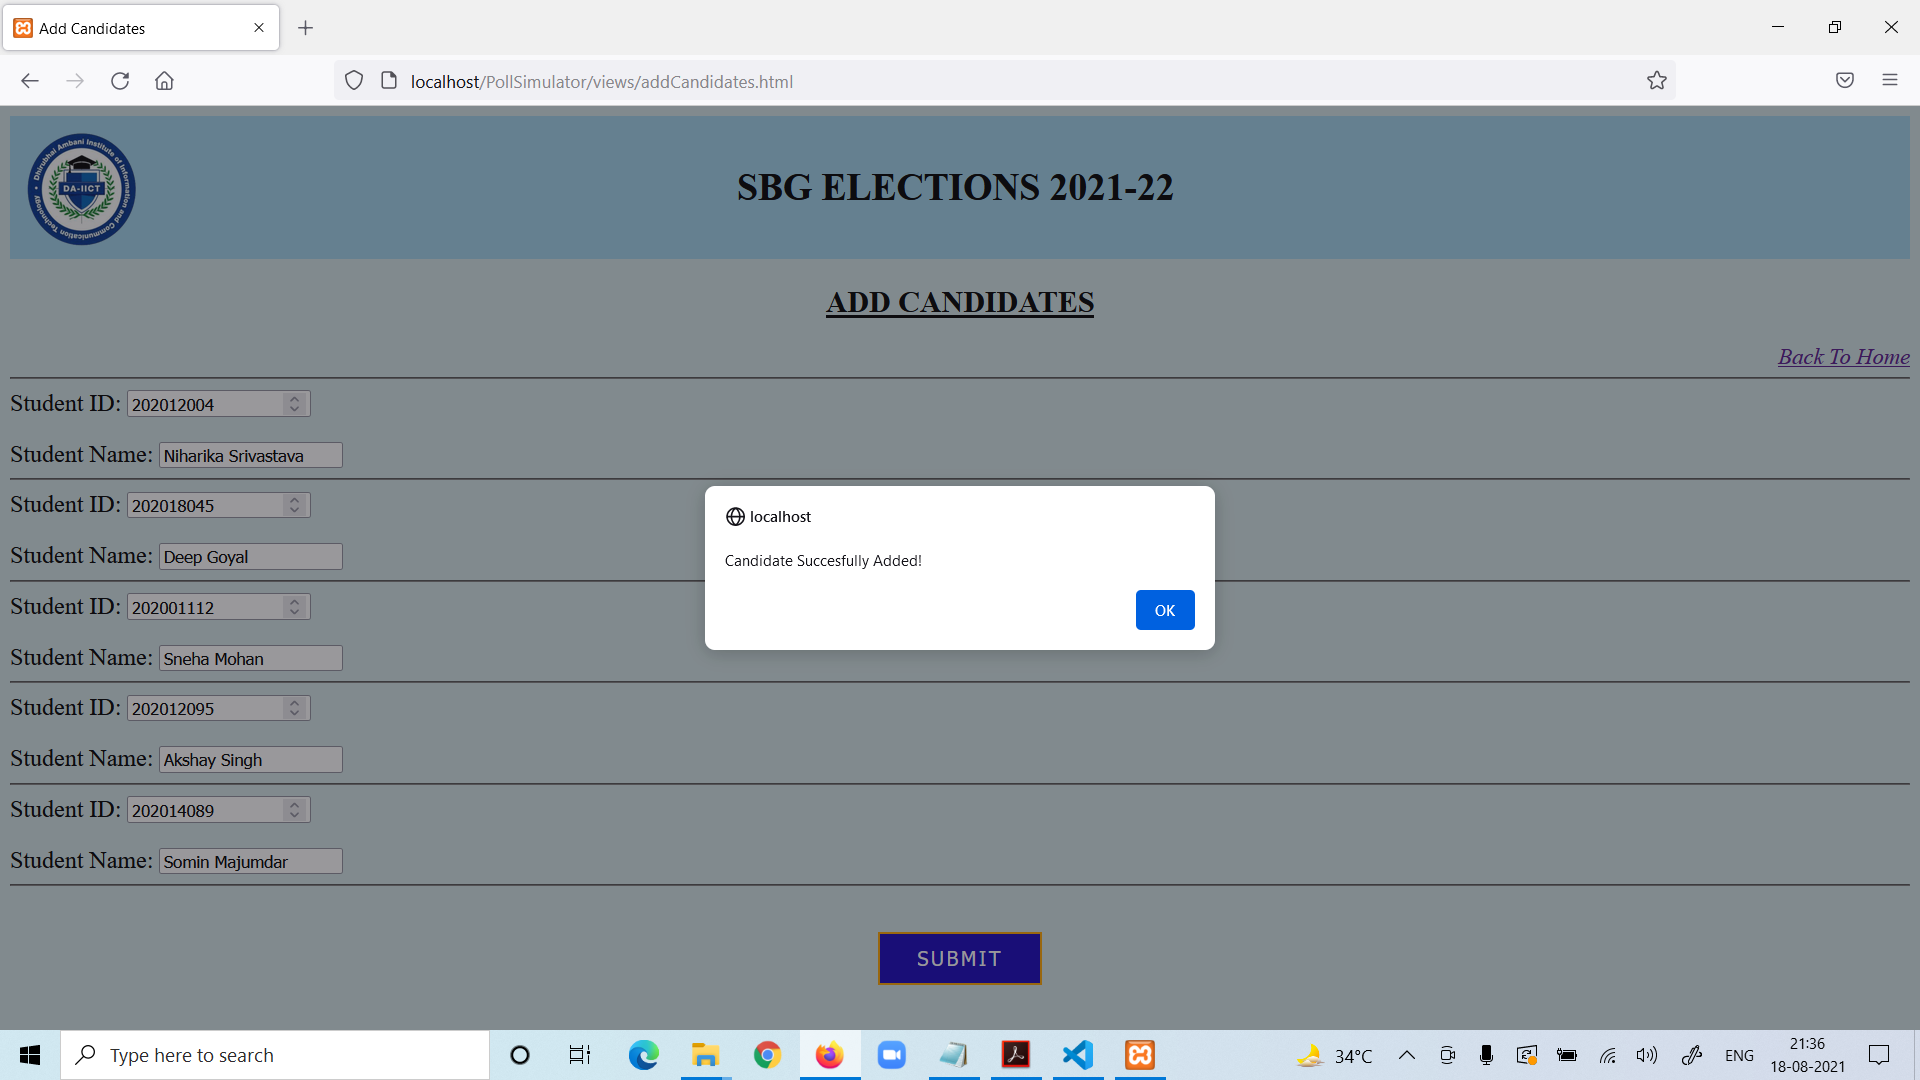 Add Candidates
localhost/PollSimulator/views/addCandidates.html
Dhirubhai Ambani Institute of Information and Communication Technology
DA-IICT
SBG ELECTIONS 2021-22
ADD CANDIDATES
Back To Home
Student ID: 202012004
Student Name: Niharika Srivastava
Student ID: 202018045
Student Name: Deep Goyal
localhost
Candidate Succesfully Added!
OK
Student ID: 202001112
Student Name: Sneha Mohan
Student ID: 202012095
Student Name: Akshay Singh
Student ID: 202014089
Student Name: Somin Majumdar
SUBMIT
Type here to search
34°C
ENG
21:36
18-08-2021